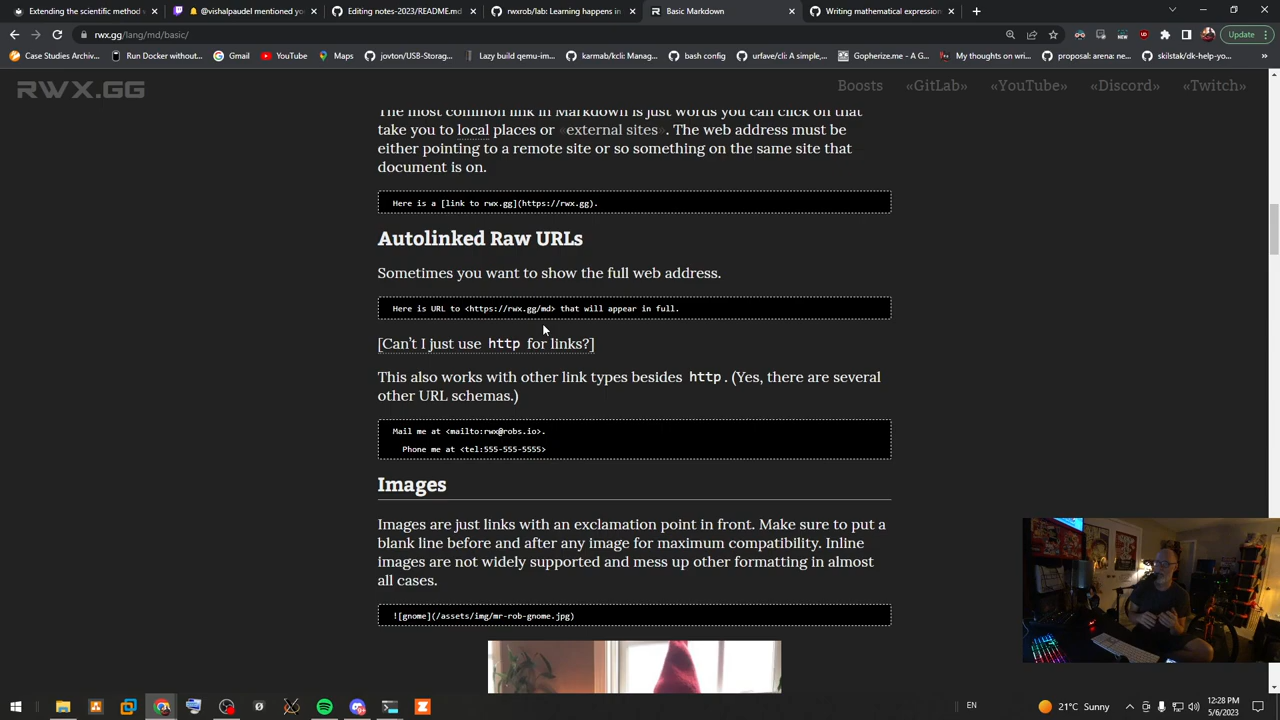 Extending the scientific method w
@vishalpaudel mentioned yo
Editing notes-2023/README.md
rwxrob/lab: Learning happens in
Basic Markdown
Writing mathematical expression
rwx.gg/lang/md/basic/
Update
Case Studies Archiv...
Run Docker without...
Gmail
YouTube
Maps
jovton/USB-Storag...
Lazy build qemu-im...
karmab/kcli: Manag...
bash config
urfave/cli: A simple,...
Gopherize.me - A G...
My thoughts on wri...
proposal: arena: ne...
skilstak/dk-help yo...
RWX.GG
Boosts «GitLab» «YouTube» «Discord» «Twitch»
The most common link in Markdown is just words you can click on that
take you to local places or «external sites». The web address must be
either pointing to a remote site or so something on the same site that
document is on.
Here is a [link to rwx.gg](https://rwx.gg).
Autolinked Raw URLs
Sometimes you want to show the full web address.
Here is URL to <https://rwx.gg/md> that will appear in full.
[Can't I just use http for links?]
This also works with other link types besides http. (Yes, there are several
other URL schemas.)
Mail me at <mailto:rwx@robs.io>.
Phone me at <tel:555-555-5555>
Images
Images are just links with an exclamation point in front. Make sure to put a
blank line before and after any image for maximum compatibility. Inline
images are not widely supported and mess up other formatting in almost
all cases.
![gnome](/assets/img/mr-rob-gnome.jpg)
21°C Sunny
EN
12:28 PM
5/6/2023